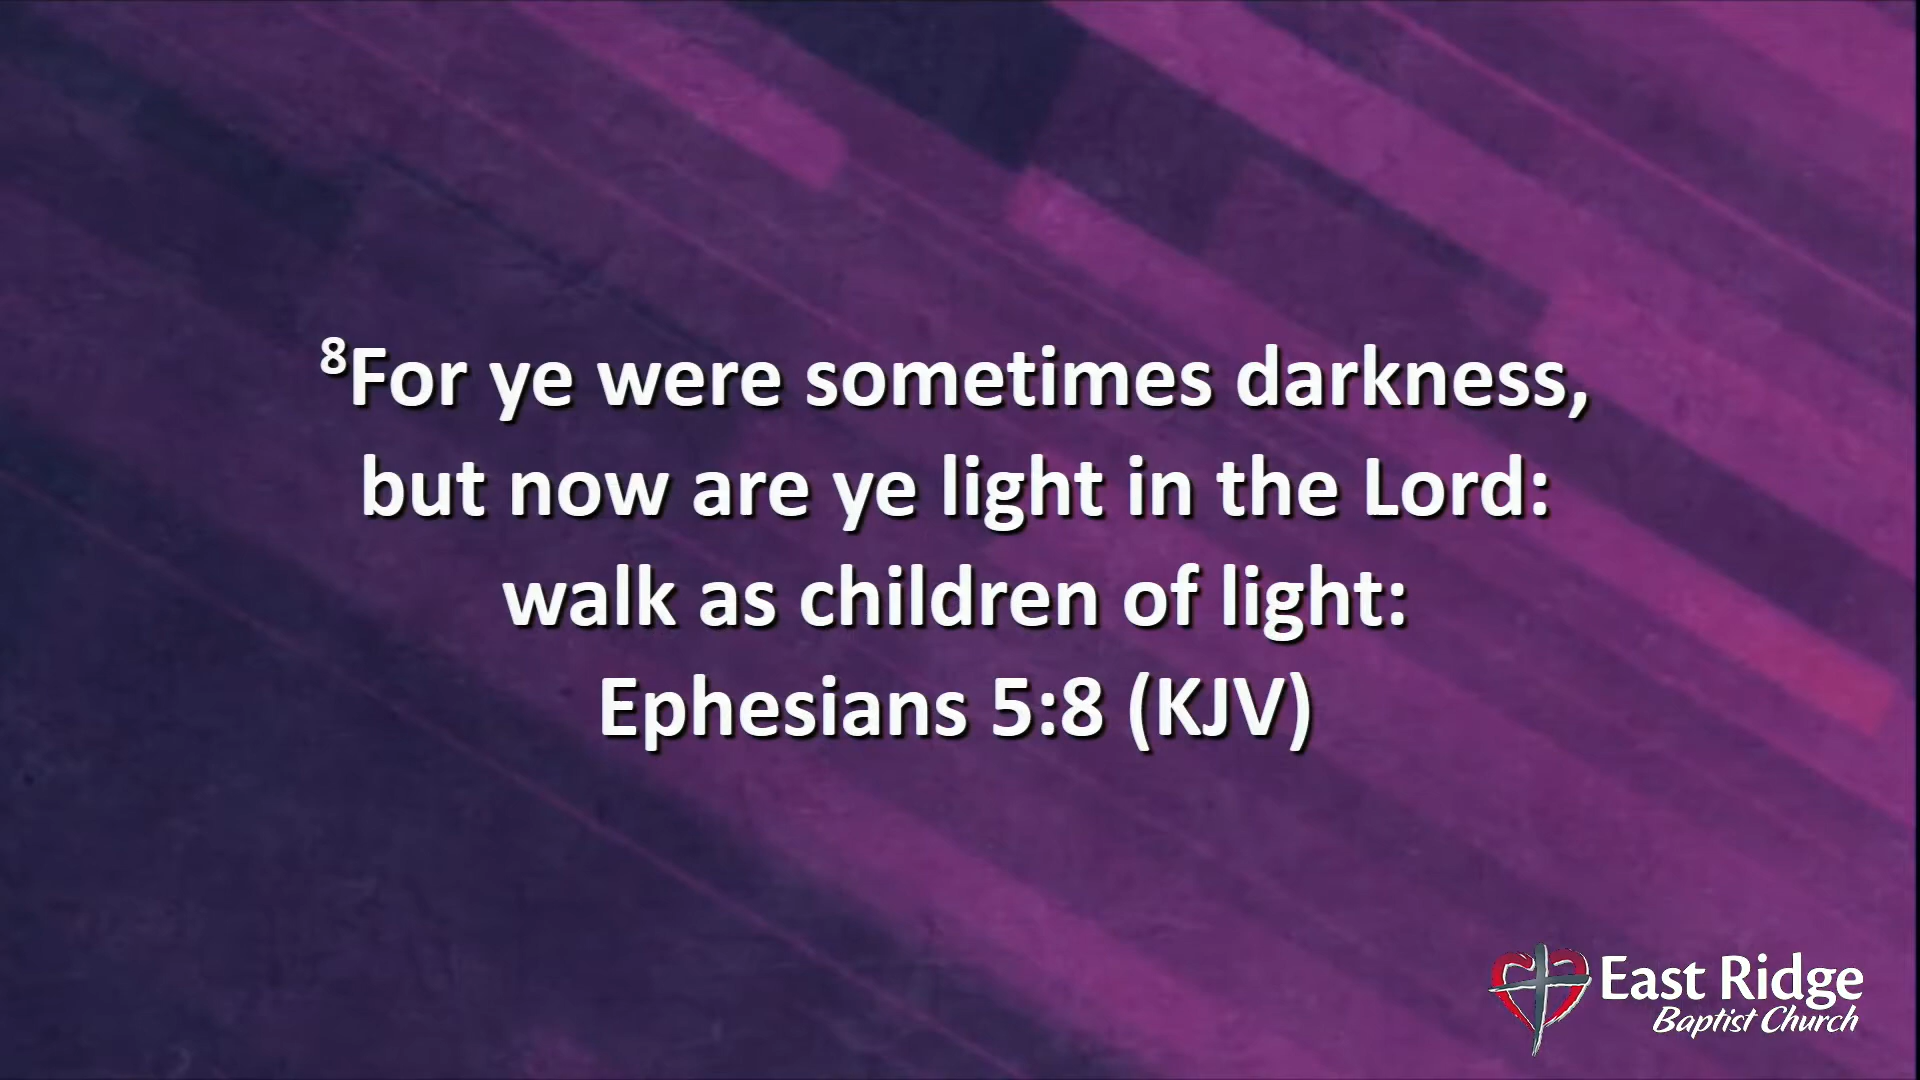 8For ye were sometimes darkness,
but now are ye light in the Lord:
walk as children of light:
Ephesians 5:8 (KJV)
East Ridge
Baptist Church